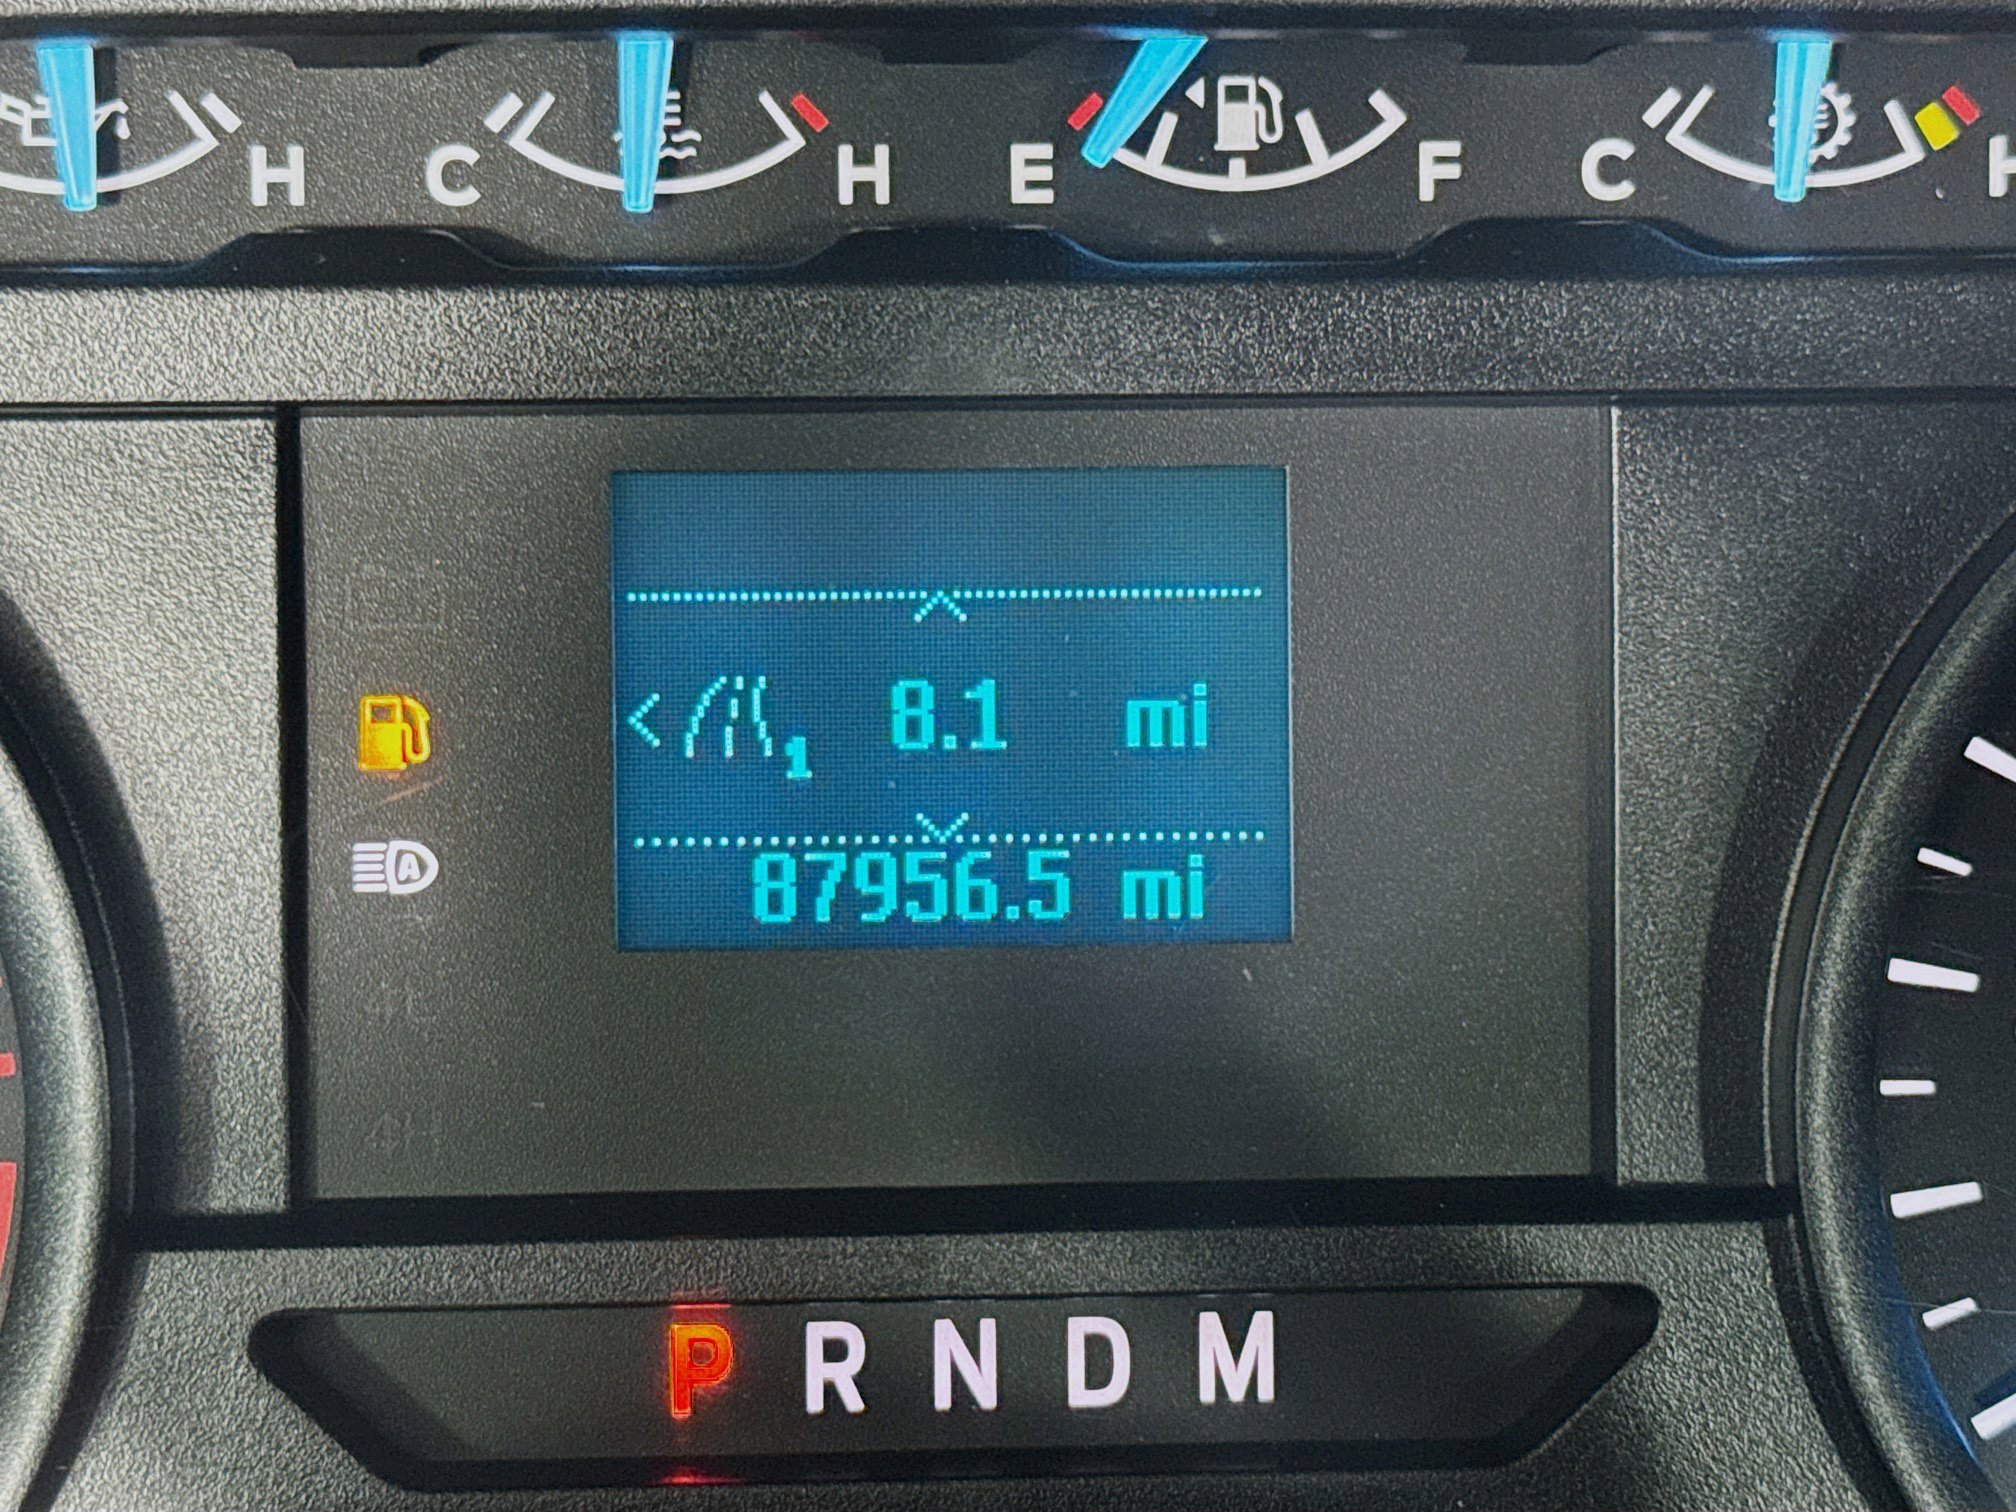 H C H E F C H
1 8.1 mi
A
87956.5 mi
P R N D M